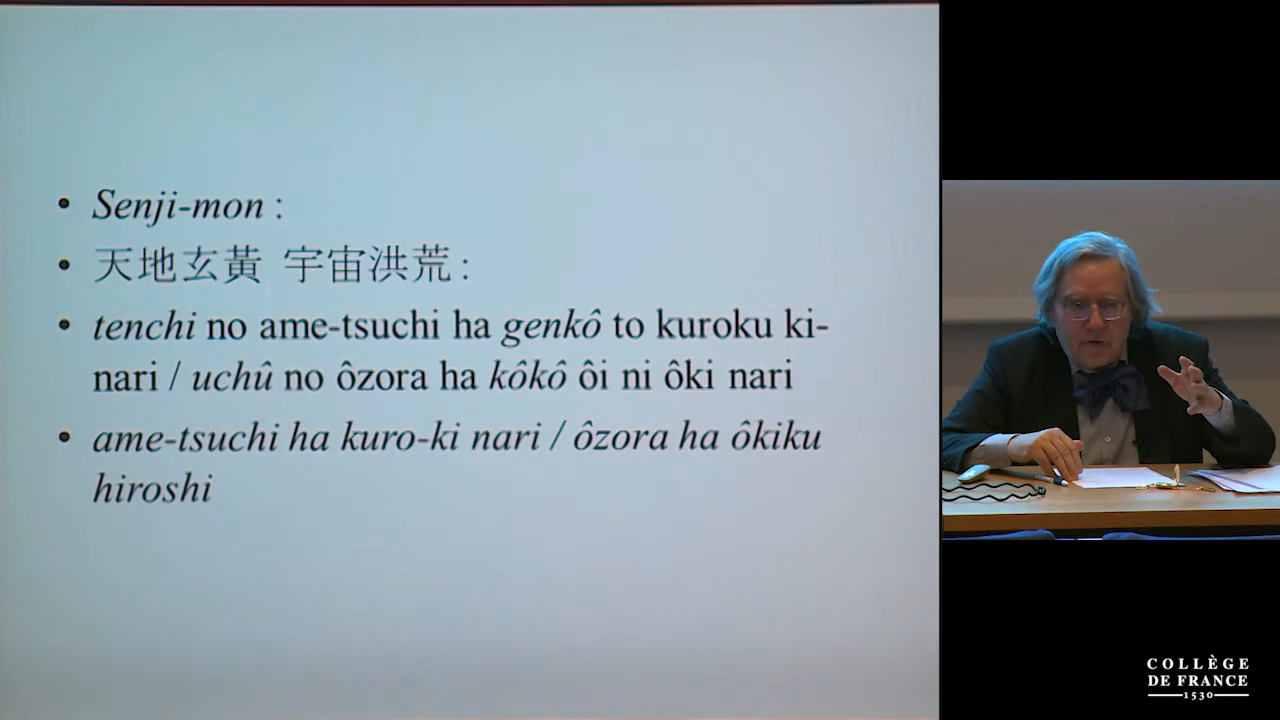 • Senji-mon :
• 天地玄黃 宇宙洪荒 :
• tenchi no ame-tsuchi ha genkô to kuroku ki-
nari / uchû no ôzora ha kôkô ôi ni ôki nari
• ame-tsuchi ha kuro-ki nari / ôzora ha ôkiku
hiroshi
COLLÈGE
DE FRANCE
1530